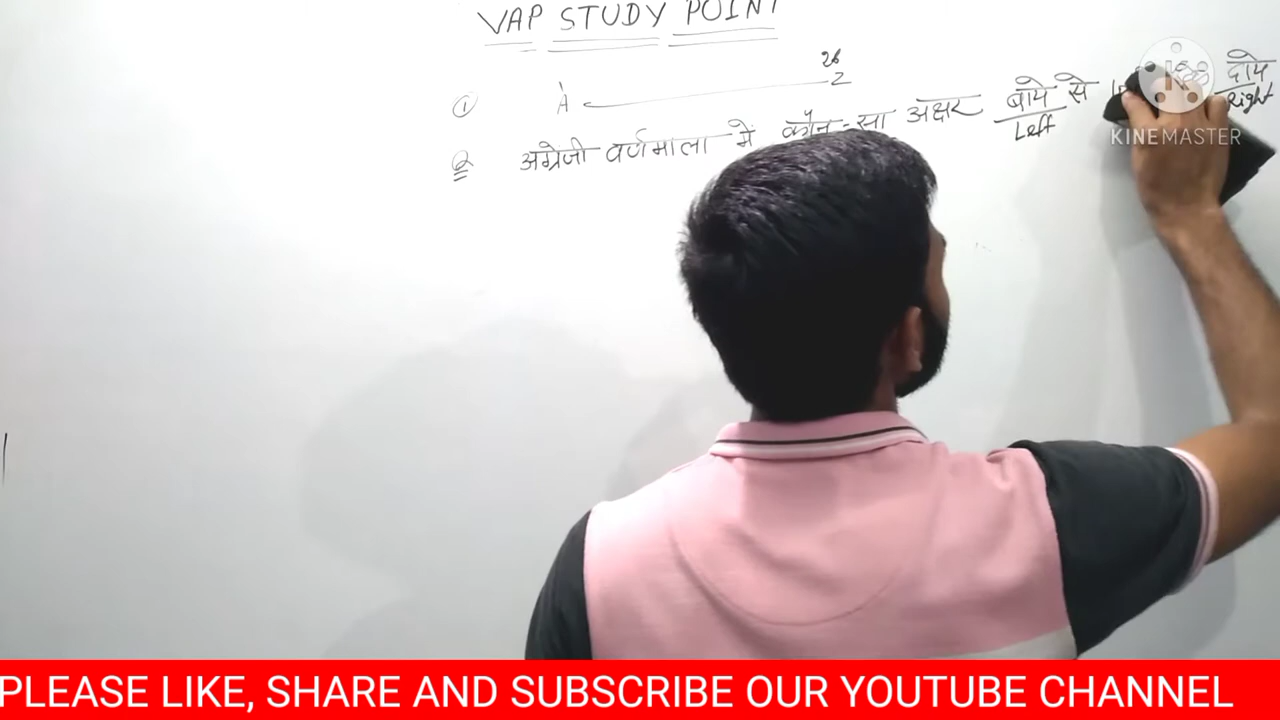 VAP STUDY POINT
26
① A Z
Q अंग्रेजी वर्णमाला में कौन-सा अक्षर बायें से दायें
Left Right
KINEMASTER
PLEASE LIKE, SHARE AND SUBSCRIBE OUR YOUTUBE CHANNEL